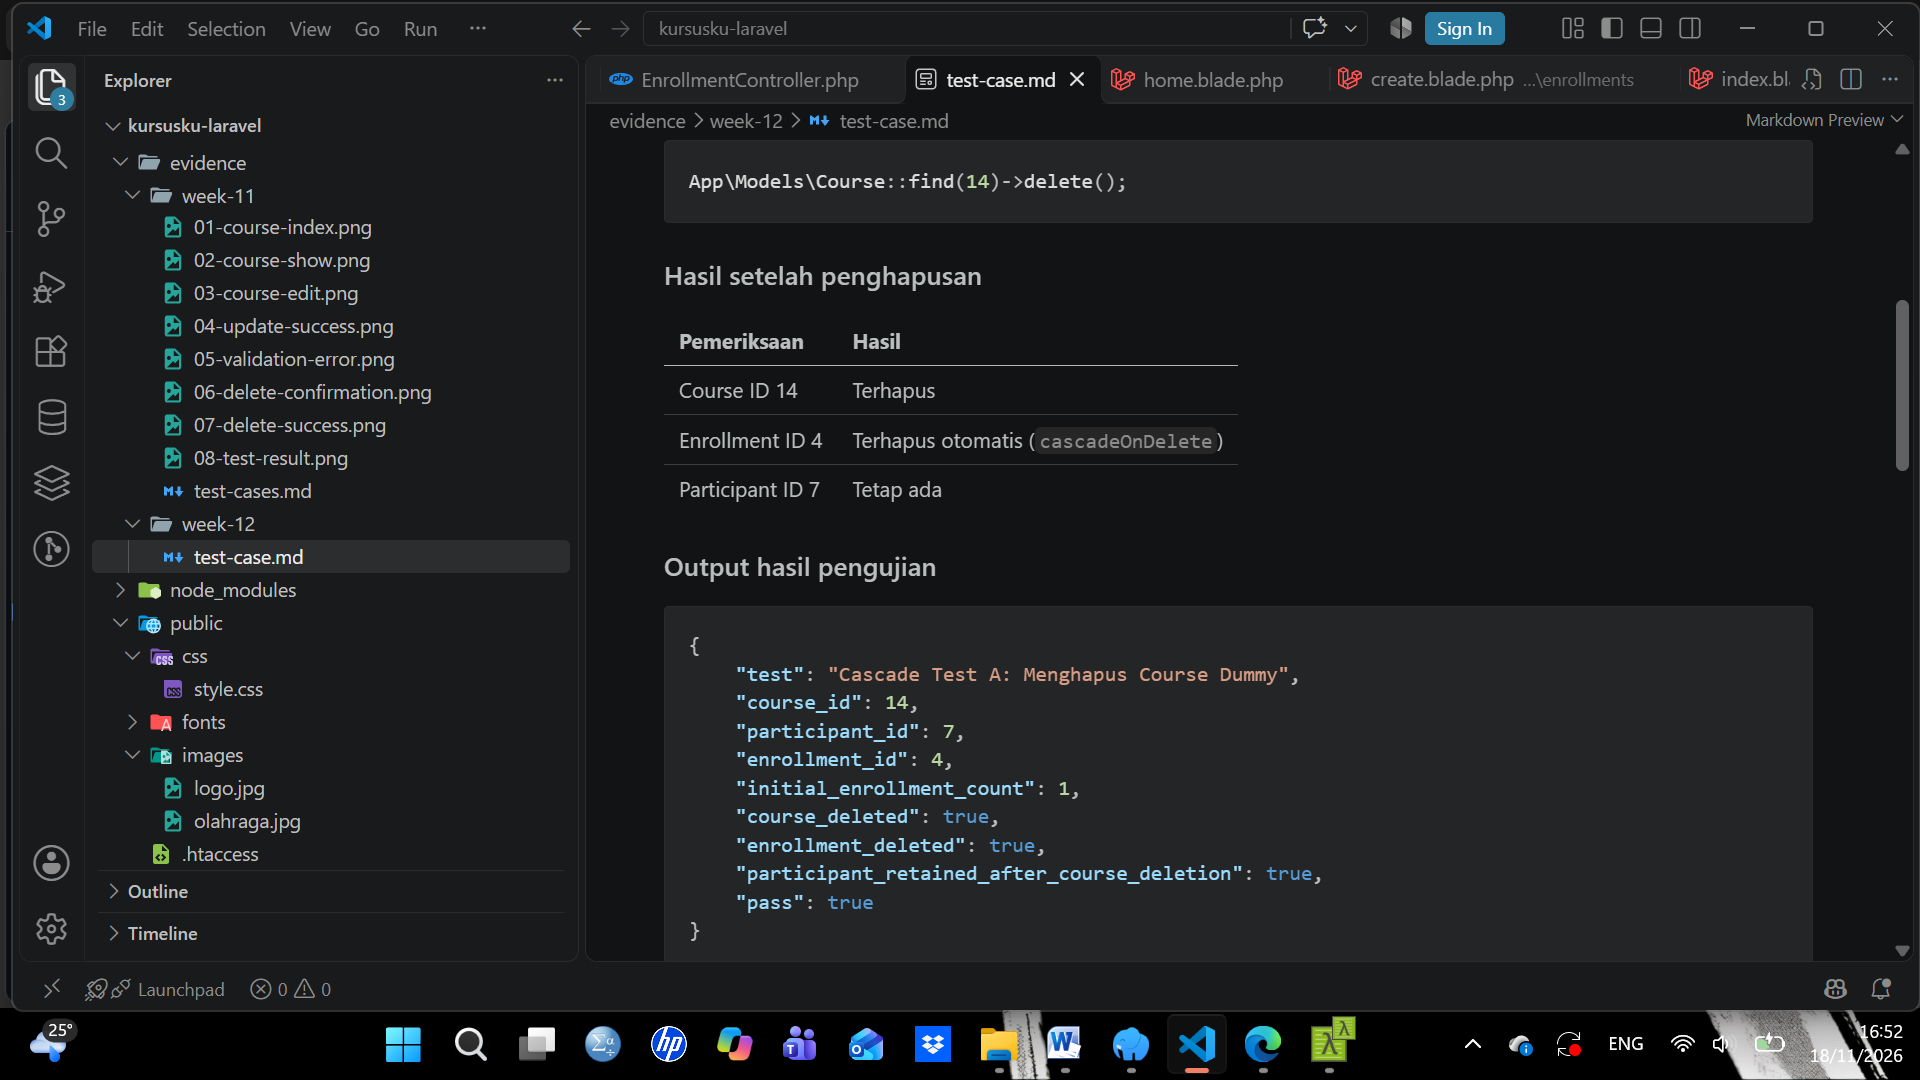 File Edit Selection View Go Run ···
kursusku-laravel
Sign In
Explorer
EnrollmentController.php
test-case.md
home.blade.php
create.blade.php ...\enrollments
index.bl
evidence > week-12 > test-case.md
Markdown Preview
3
kursusku-laravel
evidence
week-11
01-course-index.png
02-course-show.png
03-course-edit.png
04-update-success.png
05-validation-error.png
06-delete-confirmation.png
07-delete-success.png
08-test-result.png
test-cases.md
week-12
test-case.md
node_modules
public
css
style.css
fonts
images
logo.jpg
olahraga.jpg
.htaccess
Outline
Timeline
App\Models\Course::find(14)->delete();
Hasil setelah penghapusan
Pemeriksaan Hasil
Course ID 14 Terhapus
Enrollment ID 4 Terhapus otomatis (cascadeOnDelete)
Participant ID 7 Tetap ada
Output hasil pengujian
{
"test": "Cascade Test A: Menghapus Course Dummy",
"course_id": 14,
"participant_id": 7,
"enrollment_id": 4,
"initial_enrollment_count": 1,
"course_deleted": true,
"enrollment_deleted": true,
"participant_retained_after_course_deletion": true,
"pass": true
}
Launchpad 0 0
25°
ENG
16:52
18/11/2026